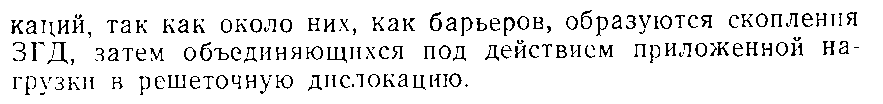 каций, так как около них, как барьеров, образуются скопления
ЗГД, затем объединяющихся под действием приложенной на-
грузки в решеточную дислокацию.